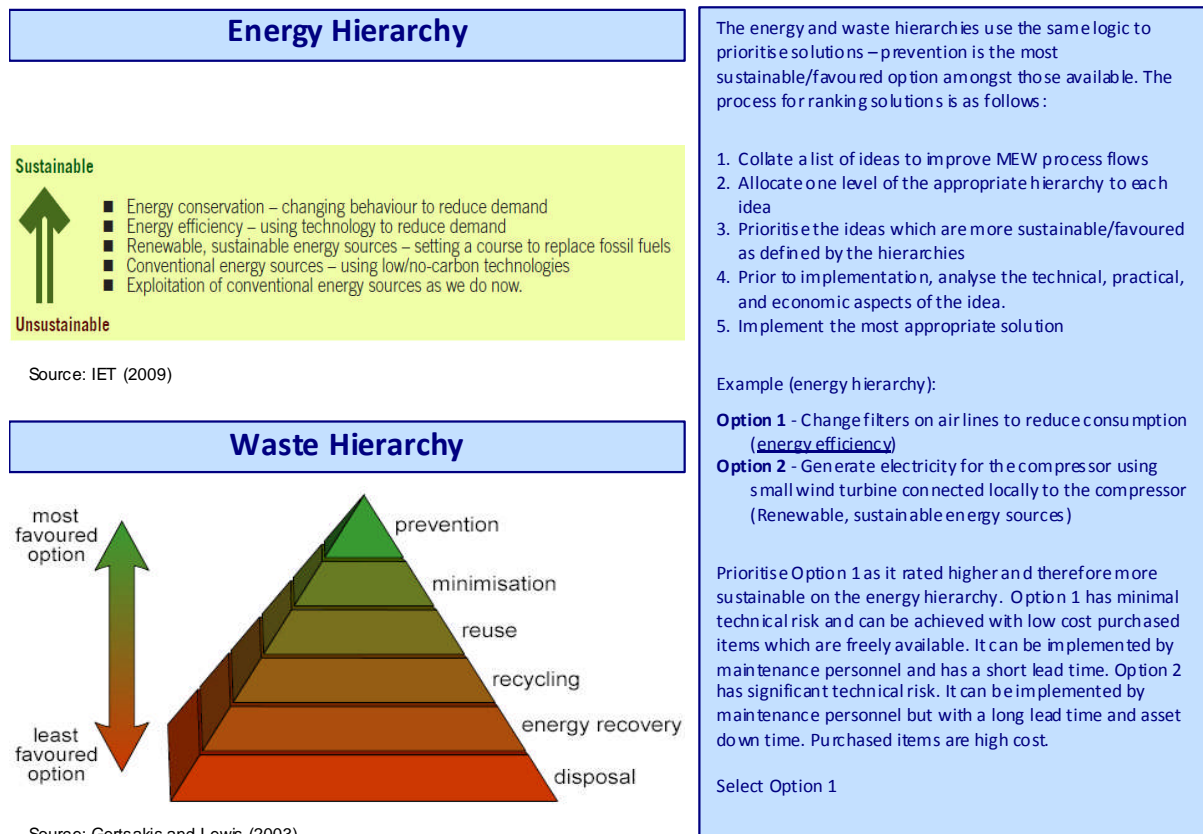 Energy Hierarchy
Sustainable
■ Energy conservation – changing behaviour to reduce demand
■ Energy efficiency – using technology to reduce demand
■ Renewable, sustainable energy sources – setting a course to replace fossil fuels
■ Conventional energy sources – using low/no-carbon technologies
■ Exploitation of conventional energy sources as we do now.
Unsustainable
Source: IET (2009)
Waste Hierarchy
most
favoured
option
least
favoured
option
prevention
minimisation
reuse
recycling
energy recovery
disposal
Source: Gertsakis and Lewis (2003)
The energy and waste hierarchies use the same logic to
prioritise solutions – prevention is the most
sustainable/favoured option amongst those available. The
process for ranking solutions is as follows:
1. Collate a list of ideas to improve MEW process flows
2. Allocate one level of the appropriate hierarchy to each
idea
3. Prioritise the ideas which are more sustainable/favoured
as defined by the hierarchies
4. Prior to implementation, analyse the technical, practical,
and economic aspects of the idea.
5. Implement the most appropriate solution
Example (energy hierarchy):
Option 1 - Change filters on air lines to reduce consumption
(energy efficiency)
Option 2 - Generate electricity for the compressor using
small wind turbine connected locally to the compressor
(Renewable, sustainable energy sources)
Prioritise Option 1 as it rated higher and therefore more
sustainable on the energy hierarchy. Option 1 has minimal
technical risk and can be achieved with low cost purchased
items which are freely available. It can be implemented by
maintenance personnel and has a short lead time. Option 2
has significant technical risk. It can be implemented by
maintenance personnel but with a long lead time and asset
down time. Purchased items are high cost.
Select Option 1